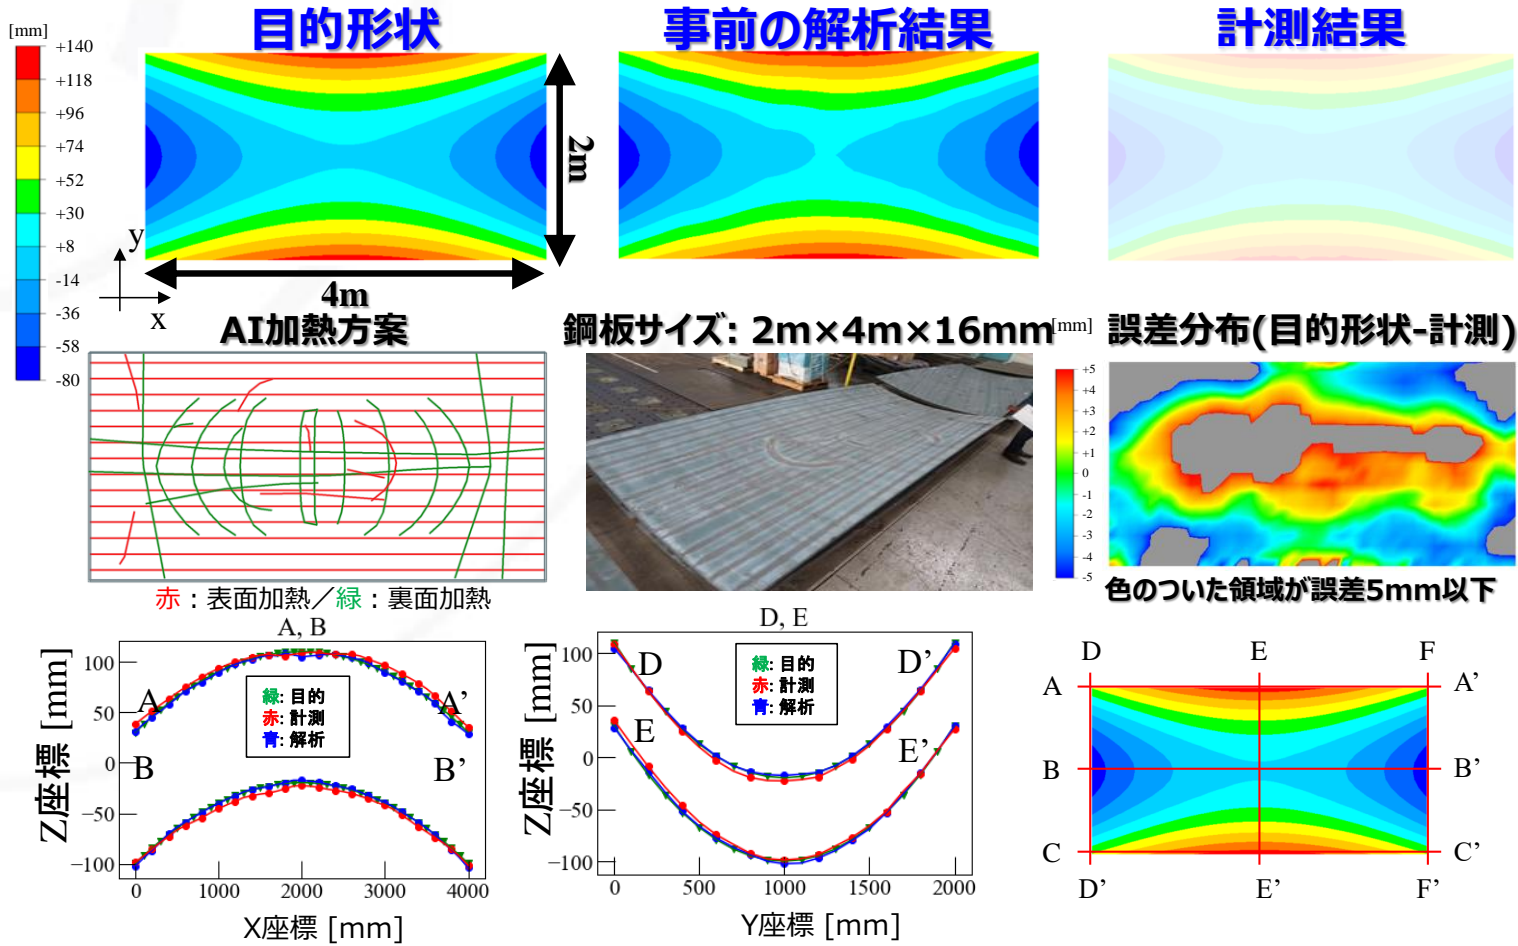 目的形状
事前の解析結果
計測結果
[mm]
+140
+118
+96
+74
+52
+30
+8
-14
-36
-58
-80
y
x
2m
4m
AI加熱方案
赤：表面加熱／緑：裏面加熱
鋼板サイズ: 2m×4m×16mm
誤差分布(目的形状-計測)
[mm]
+5
+4
+3
+2
+1
0
-1
-2
-3
-4
-5
色のついた領域が誤差5mm以下
A, B
Z座標 [mm]
100
50
0
−50
−100
A
A’
B
B’
緑: 目的
赤: 計測
青: 解析
0
1000
2000
3000
4000
X座標 [mm]
D, E
Z座標 [mm]
100
50
0
−50
−100
D
D’
E
E’
緑: 目的
赤: 計測
青: 解析
0
500
1000
1500
2000
Y座標 [mm]
D
E
F
A
A’
B
B’
C
C’
D’
E’
F’